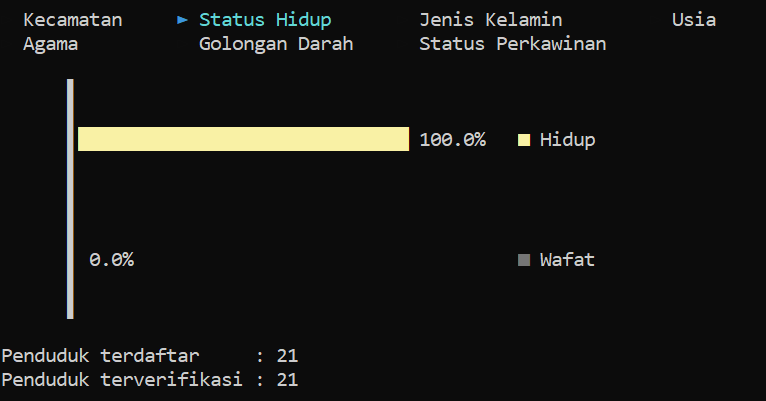 Kecamatan ► Status Hidup Jenis Kelamin Usia
Agama Golongan Darah Status Perkawinan
100.0% Hidup
0.0% Wafat
Penduduk terdaftar : 21
Penduduk terverifikasi : 21